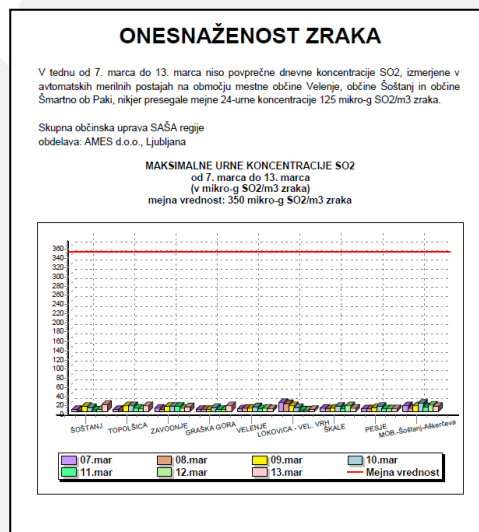 ONESNAŽENOST ZRAKA
V tednu od 7. marca do 13. marca niso povprečne dnevne koncentracije SO2, izmerjene v
avtomatskih merilnih postajah na območju mestne občine Velenje, občine Šoštanj in občine
Šmartno ob Paki, nikjer presegale mejne 24-urne koncentracije 125 mikro-g SO2/m3 zraka.
Skupna občinska uprava SAŠA regije
obdelava: AMES d.o.o., Ljubljana
MAKSIMALNE URNE KONCENTRACIJE SO2
od 7. marca do 13. marca
(v mikro-g SO2/m3 zraka)
mejna vrednost: 350 mikro-g SO2/m3 zraka
360
340
320
300
280
260
240
220
200
180
160
140
120
100
80
60
40
20
0
ŠOŠTANJ TOPOLŠICA ZAVODNJE GRAŠKA GORA VELENJE LOKOVICA - VEL. VRH ŠKALE PESJE MOB.-Šoštanj-Aškerčeva
07.mar 08.mar 09.mar 10.mar
11.mar 12.mar 13.mar Mejna vrednost